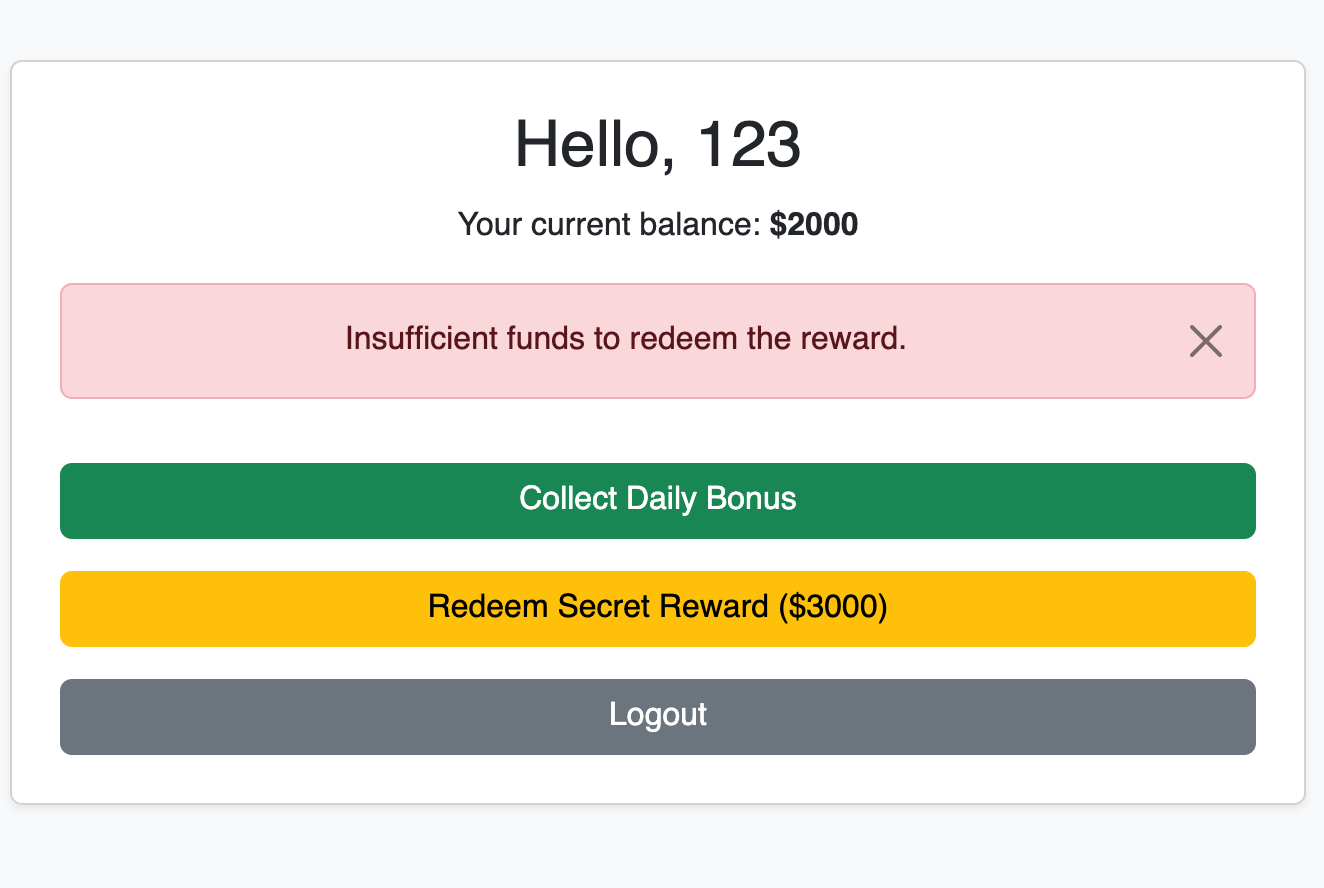 Hello, 123
Your current balance: $2000
Insufficient funds to redeem the reward.
Collect Daily Bonus
Redeem Secret Reward ($3000)
Logout